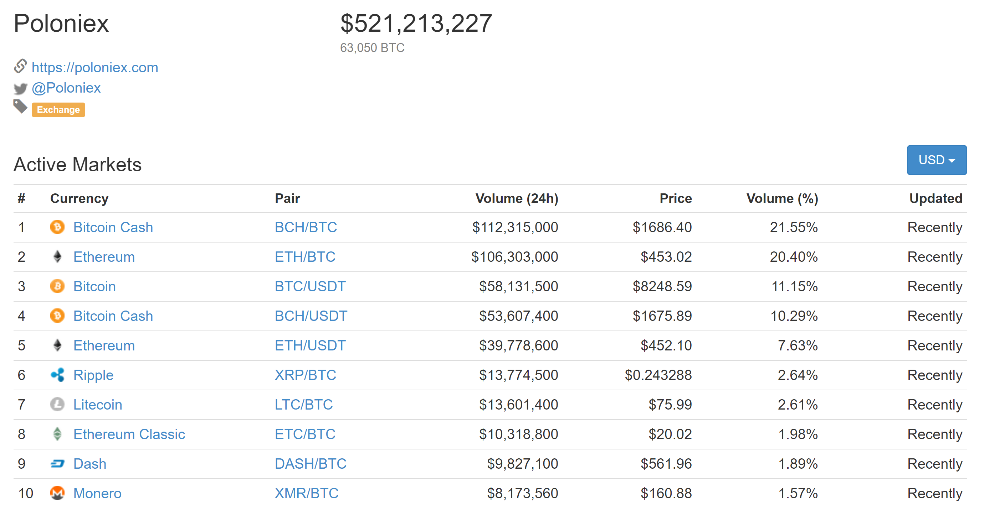 Poloniex
$521,213,227
63,050 BTC
https://poloniex.com
@Poloniex
Exchange
Active Markets
USD
# Currency Pair Volume (24h) Price Volume (%) Updated
1 Bitcoin Cash BCH/BTC $112,315,000 $1686.40 21.55% Recently
2 Ethereum ETH/BTC $106,303,000 $453.02 20.40% Recently
3 Bitcoin BTC/USDT $58,131,500 $8248.59 11.15% Recently
4 Bitcoin Cash BCH/USDT $53,607,400 $1675.89 10.29% Recently
5 Ethereum ETH/USDT $39,778,600 $452.10 7.63% Recently
6 Ripple XRP/BTC $13,774,500 $0.243288 2.64% Recently
7 Litecoin LTC/BTC $13,601,400 $75.99 2.61% Recently
8 Ethereum Classic ETC/BTC $10,318,800 $20.02 1.98% Recently
9 Dash DASH/BTC $9,827,100 $561.96 1.89% Recently
10 Monero XMR/BTC $8,173,560 $160.88 1.57% Recently